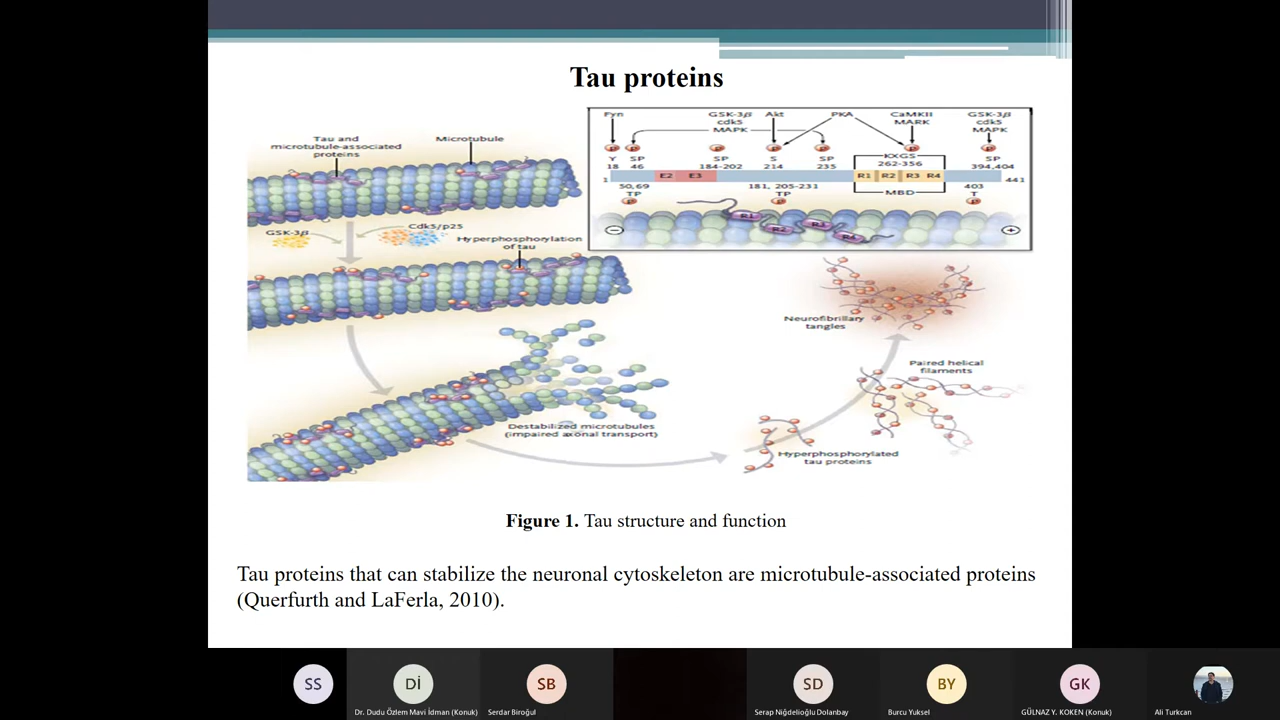 Tau proteins
Tau and
microtubule-associated
proteins
Microtubule
GSK-3β
Cdk5/p25
Hyperphosphorylation
of tau
Fyn
GSK-3β
cdk5
MAPK
Akt
PKA
CaMKII
MARK
GSK-3β
cdk5
MAPK
P P P P P P P
Y SP SP S SP KXGS SP
18 46 184-202 214 235 262-356 394,404
1 E2 E3 R1 R2 R3 R4 441
50,69 181, 205-231 MBD 403
TP TP T
P P P
R1 R2 R3 R4
Neurofibrillary
tangles
Paired helical
filaments
Destabilized microtubules
(impaired axonal transport)
Hyperphosphorylated
tau proteins
Figure 1. Tau structure and function
Tau proteins that can stabilize the neuronal cytoskeleton are microtubule-associated proteins
(Querfurth and LaFerla, 2010).
SS Dİ SB SD BY GK
Dr. Dudu Özlem Mavi İdman (Konuk) Serdar Biroğul Serap Niğdelioğlu Dolanbay Burcu Yuksel GÜLNAZ Y. KOKEN (Konuk) Ali Turkcan